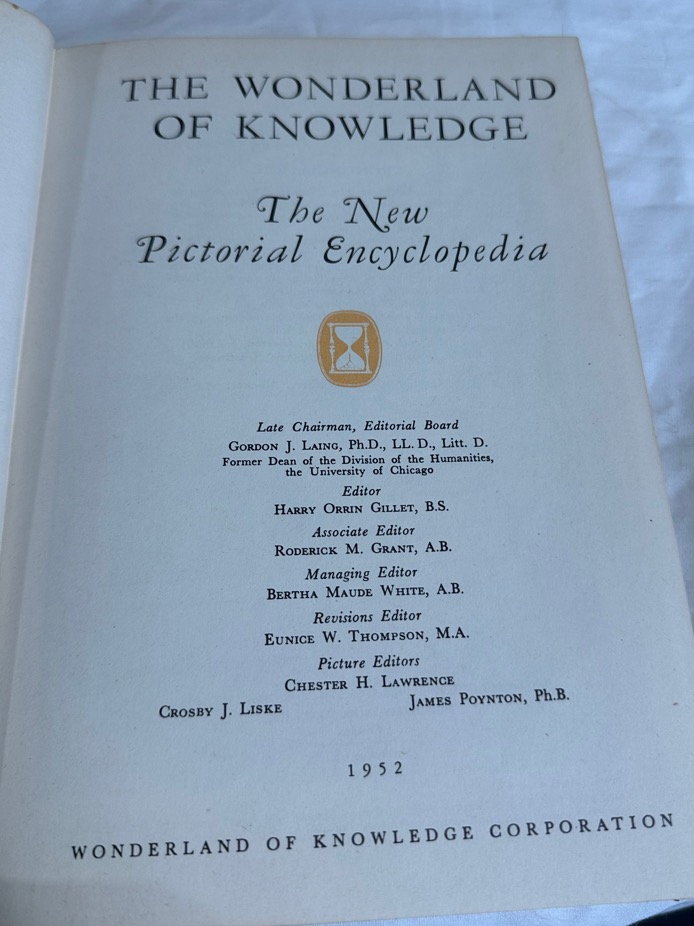 THE WONDERLAND
OF KNOWLEDGE
The New
Pictorial Encyclopedia
Late Chairman, Editorial Board
GORDON J. LAING, Ph.D., LL. D., Litt. D.
Former Dean of the Division of the Humanities,
the University of Chicago
Editor
HARRY ORRIN GILLET, B.S.
Associate Editor
RODERICK M. GRANT, A.B.
Managing Editor
BERTHA MAUDE WHITE, A.B.
Revisions Editor
EUNICE W. THOMPSON, M.A.
Picture Editors
CHESTER H. LAWRENCE
CROSBY J. LISKE JAMES POYNTON, Ph.B.
1952
WONDERLAND OF KNOWLEDGE CORPORATION